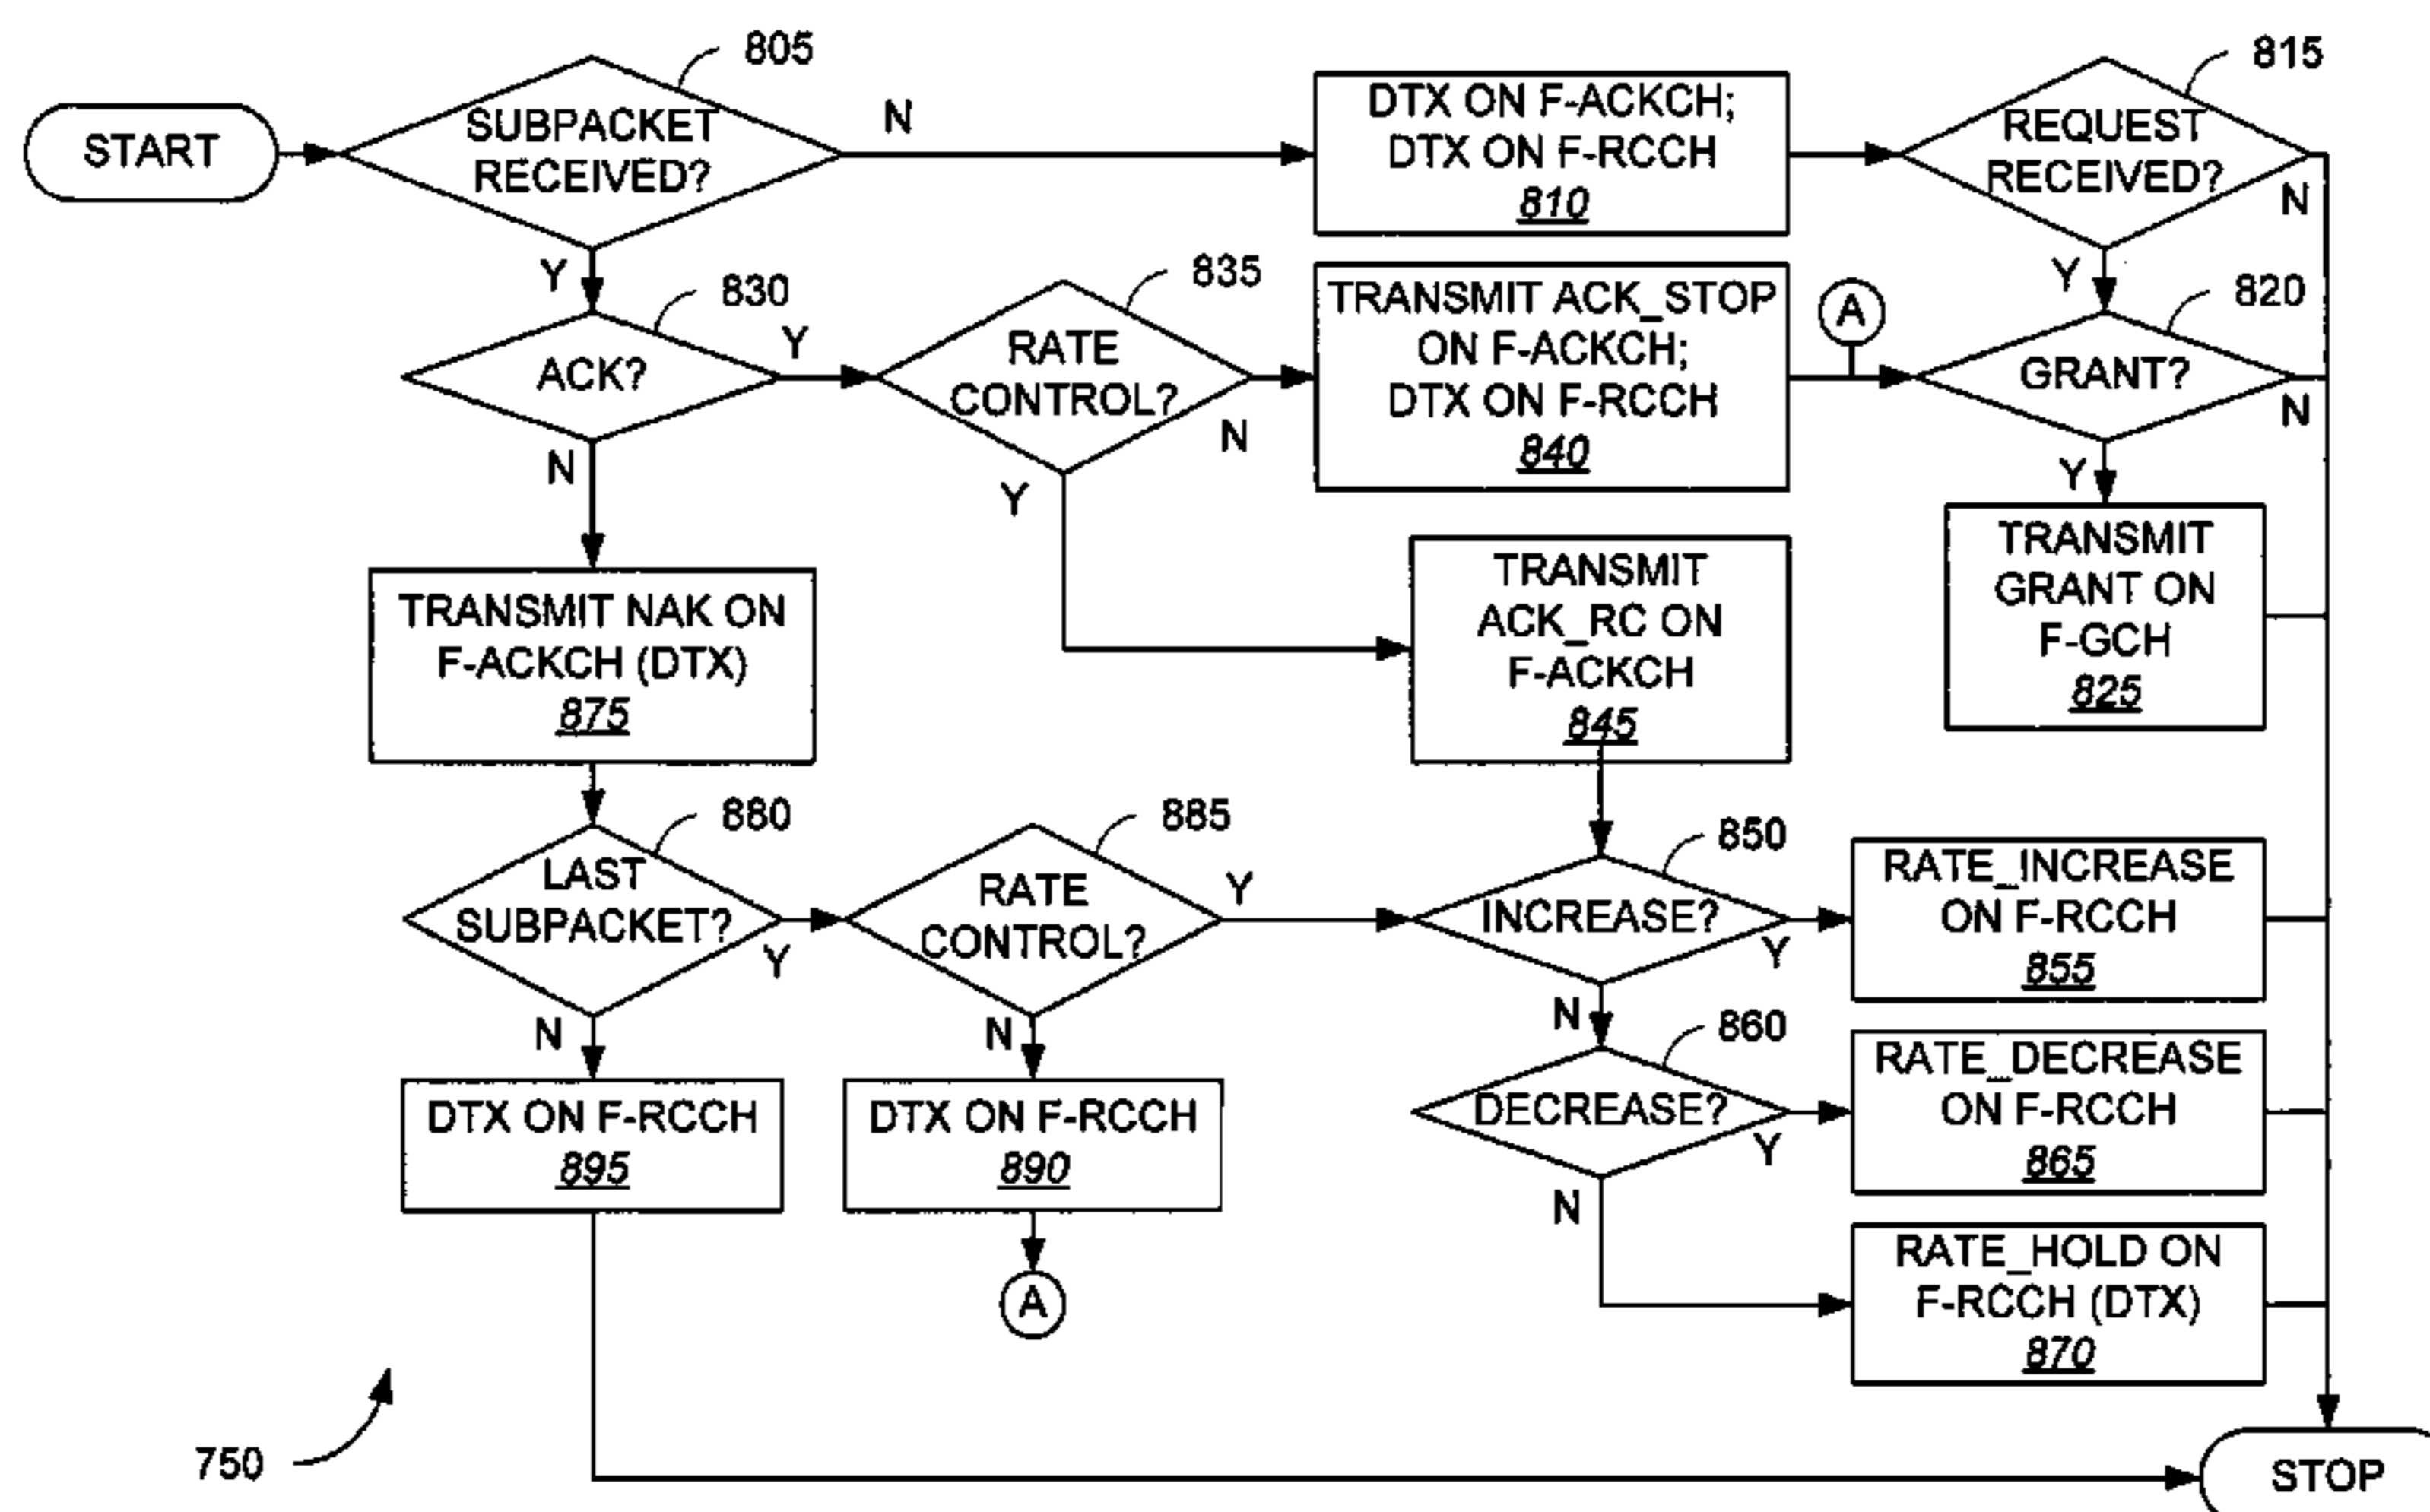 805
815
START
SUBPACKET
RECEIVED?
N
DTX ON F-ACKCH;
DTX ON F-RCCH
810
REQUEST
RECEIVED?
N
Y
Y
830
835
820
ACK?
Y
RATE
CONTROL?
N
TRANSMIT ACK_STOP
ON F-ACKCH;
DTX ON F-RCCH
840
A
GRANT?
N
N
Y
Y
TRANSMIT NAK ON
F-ACKCH (DTX)
875
TRANSMIT
ACK_RC ON
F-ACKCH
845
TRANSMIT
GRANT ON
F-GCH
825
880
885
850
LAST
SUBPACKET?
Y
RATE
CONTROL?
Y
INCREASE?
Y
RATE_INCREASE
ON F-RCCH
855
N
N
N
860
DTX ON F-RCCH
895
DTX ON F-RCCH
890
DECREASE?
Y
RATE_DECREASE
ON F-RCCH
865
N
A
RATE_HOLD ON
F-RCCH (DTX)
870
750
STOP